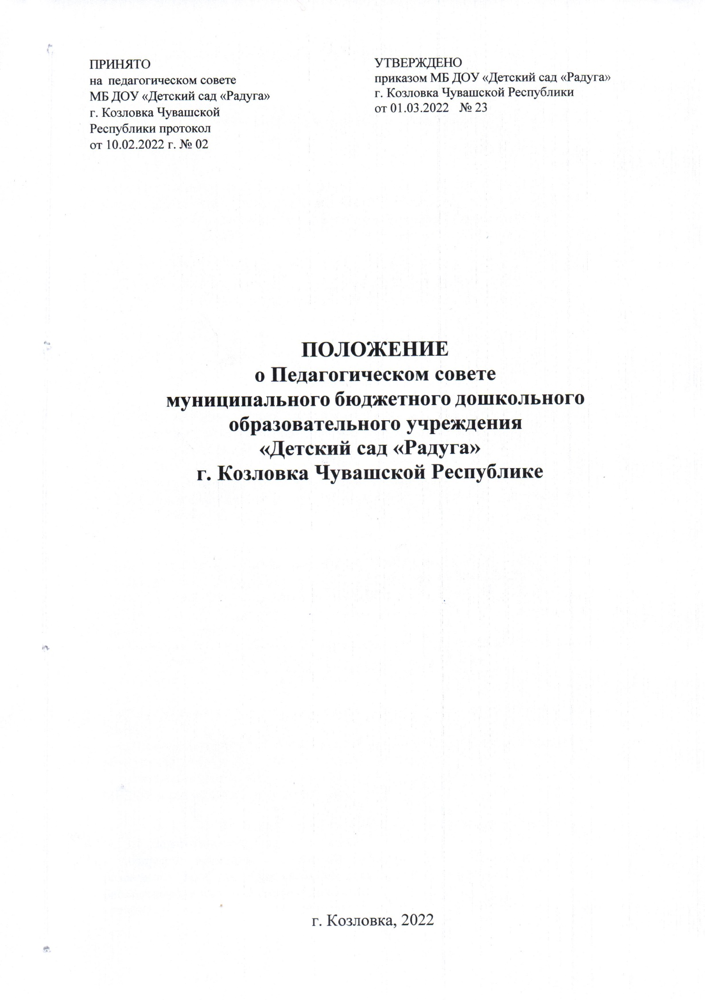 ПРИНЯТО
на педагогическом совете
МБ ДОУ «Детский сад «Радуга»
г. Козловка Чувашской
Республики протокол
от 10.02.2022 г. № 02
УТВЕРЖДЕНО
приказом МБ ДОУ «Детский сад «Радуга»
г. Козловка Чувашской Республики
от 01.03.2022 № 23
ПОЛОЖЕНИЕ
о Педагогическом совете
муниципального бюджетного дошкольного
образовательного учреждения
«Детский сад «Радуга»
г. Козловка Чувашской Республике
г. Козловка, 2022